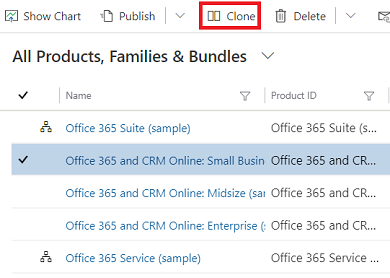 Show Chart Publish Clone Delete
All Products, Families & Bundles
Name Product ID
Office 365 Suite (sample) Office 365 Suite (s...
Office 365 and CRM Online: Small Busin Office 365 and CR...
Office 365 and CRM Online: Midsize (sar Office 365 and CR...
Office 365 and CRM Online: Enterprise (s Office 365 and CR...
Office 365 Service (sample) Office 365 Service ...